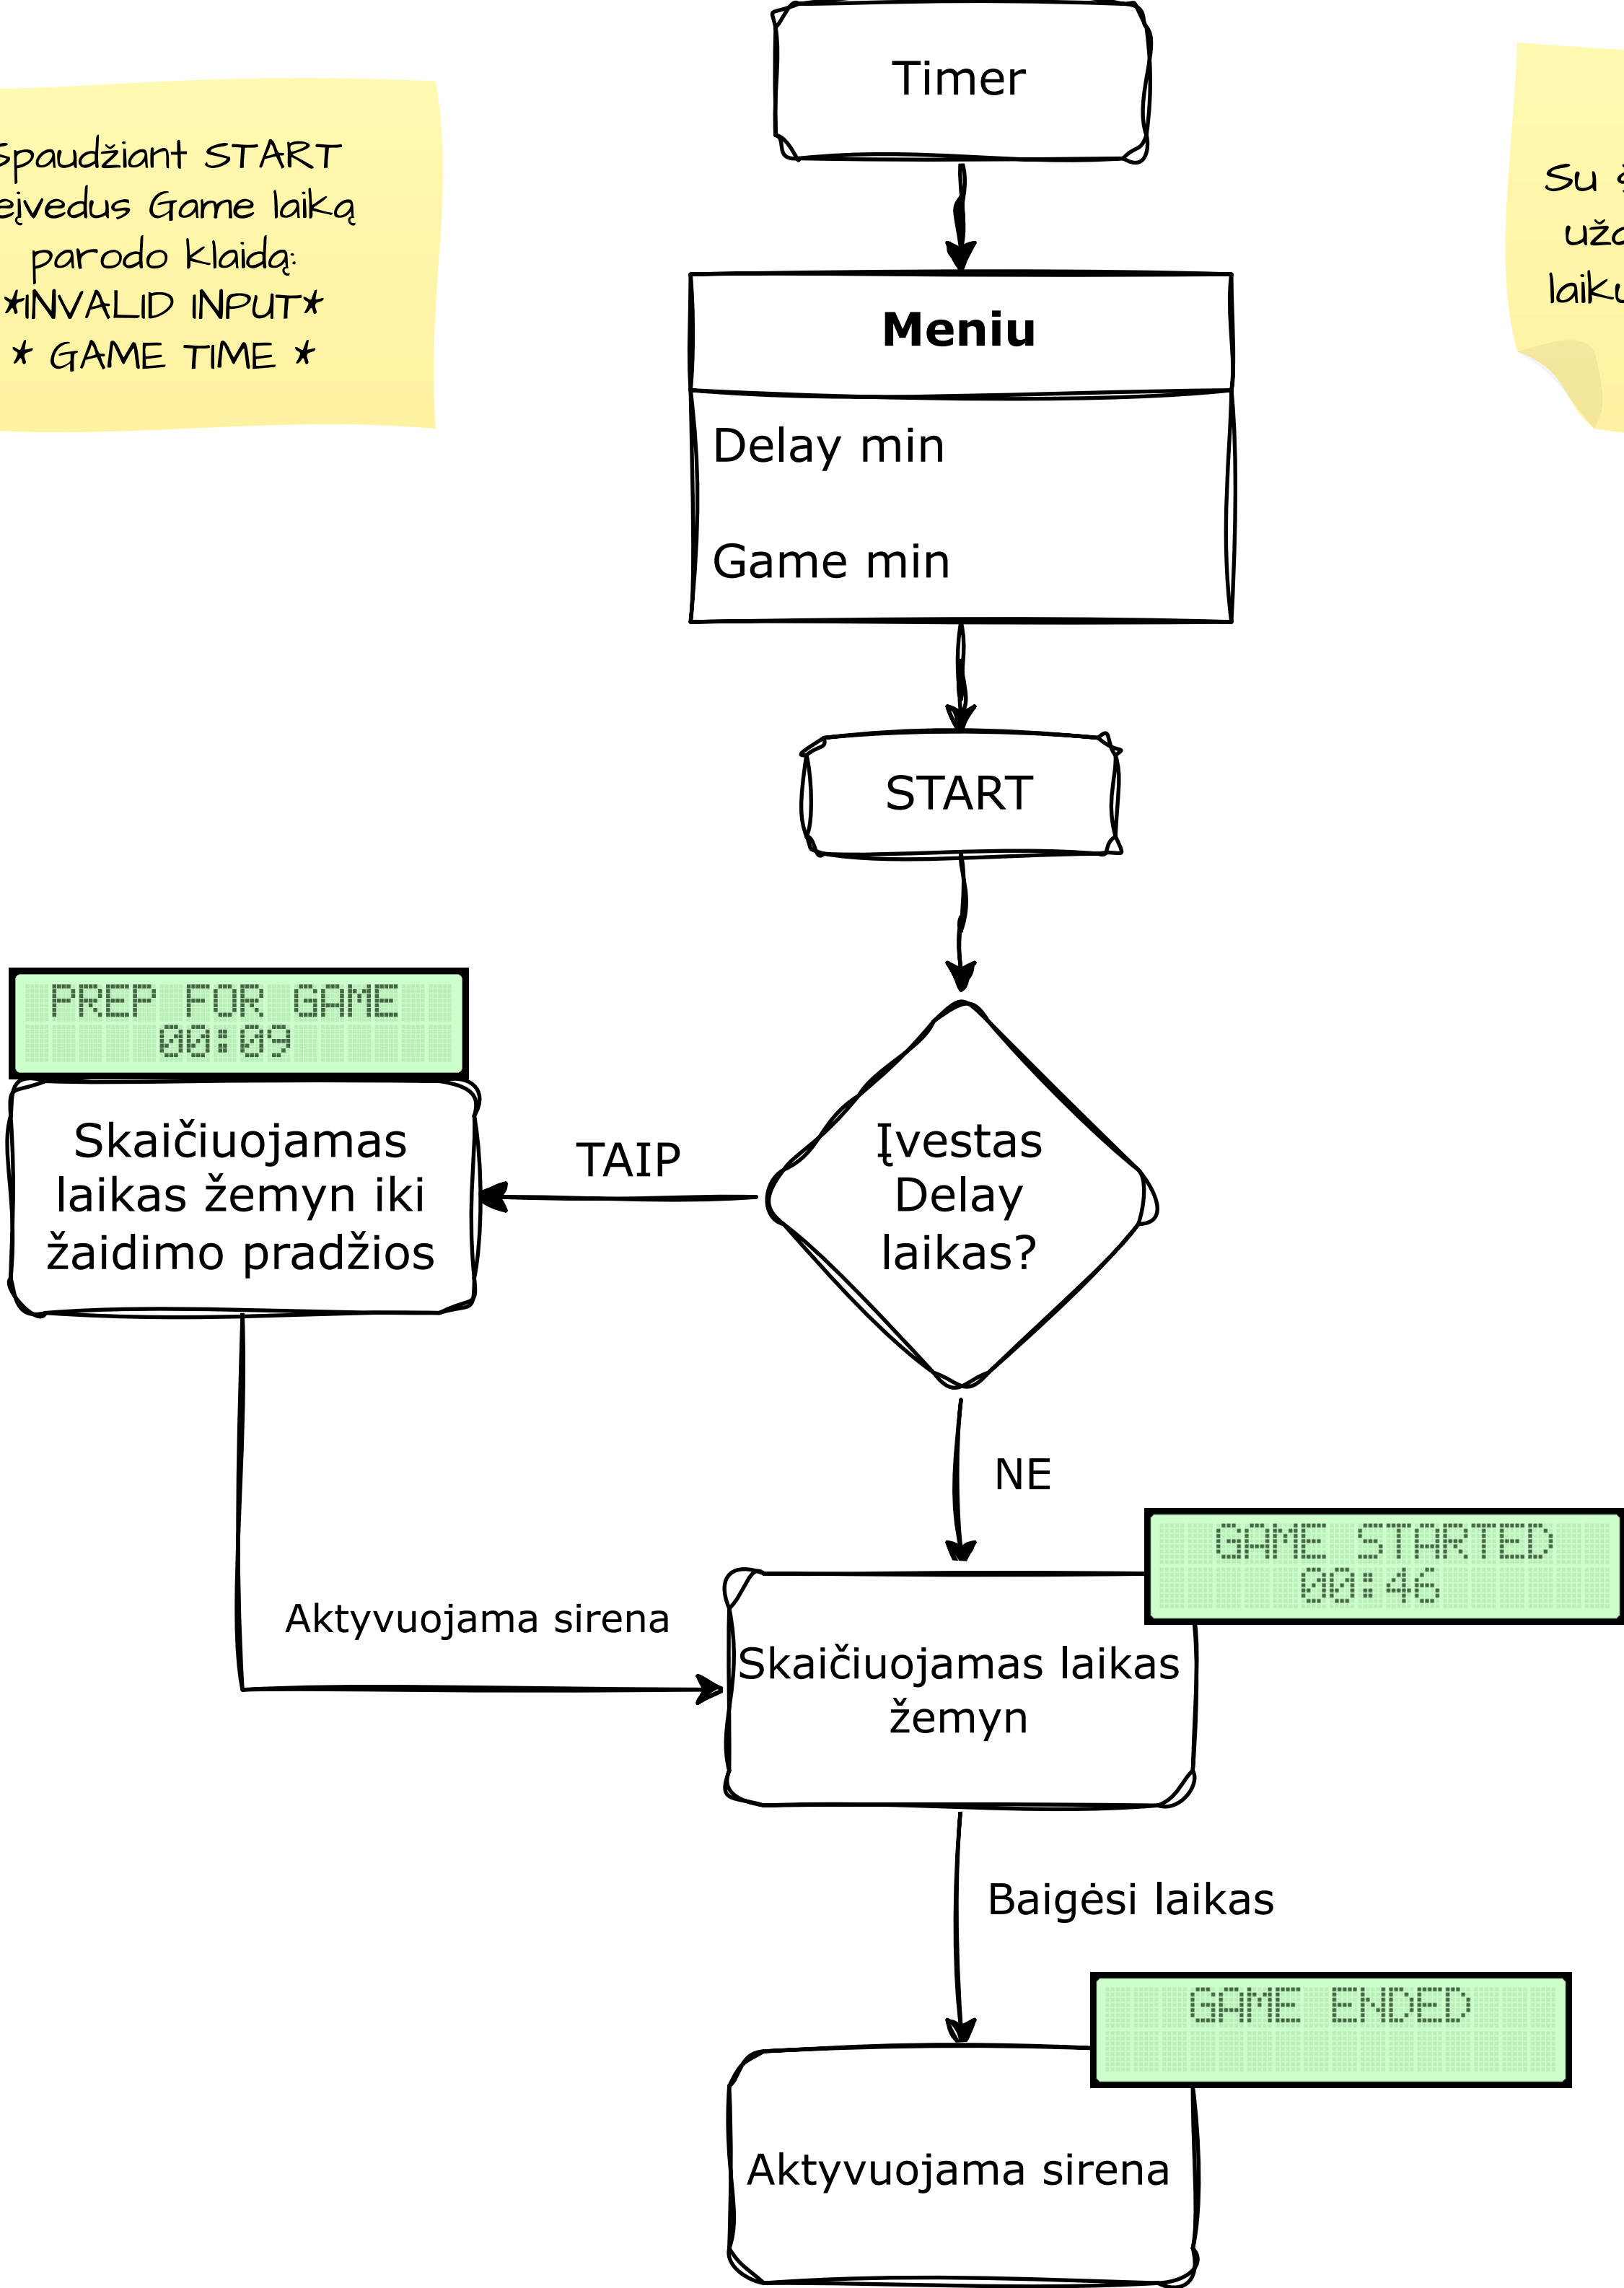 Timer
spaudžiant START
eįvedus Game laiką
parodo klaidą:
*INVALID INPUT*
* GAME TIME *
Su
laiku
Meniu
Delay min
Game min
START
PREP FOR GAME
00:09
Skaičiuojamas
laikas žemyn iki
žaidimo pradžios
TAIP
Įvestas
Delay
laikas?
NE
GAME STARTED
00:46
Aktyvuojama sirena
Skaičiuojamas laikas
žemyn
Baigėsi laikas
GAME ENDED
Aktyvuojama sirena